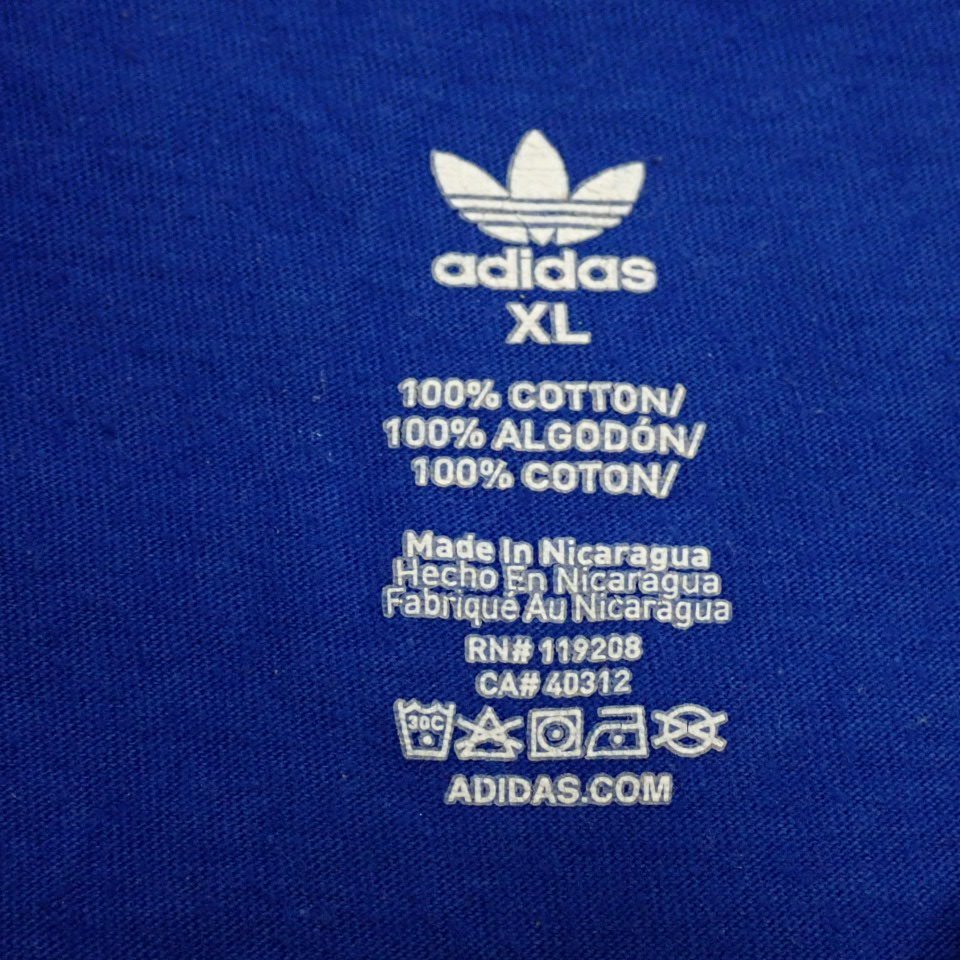 adidas
XL
100% COTTON/
100% ALGODÓN/
100% COTON/
Made In Nicaragua
Hecho En Nicaragua
Fabriqué Au Nicaragua
RN# 119208
CA# 40312
30C
ADIDAS.COM